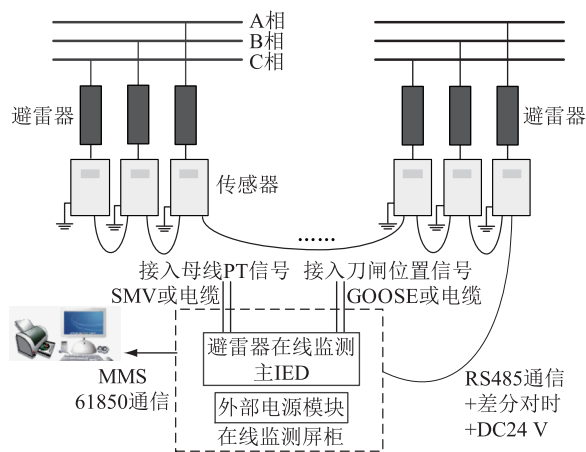 A相
B相
C相
避雷器
避雷器
传感器
……
接入母线PT信号
SMV或电缆
接入刀闸位置信号
GOOSE或电缆
避雷器在线监测
主IED
外部电源模块
在线监测屏柜
MMS
61850通信
RS485通信
+差分对时
+DC24 V